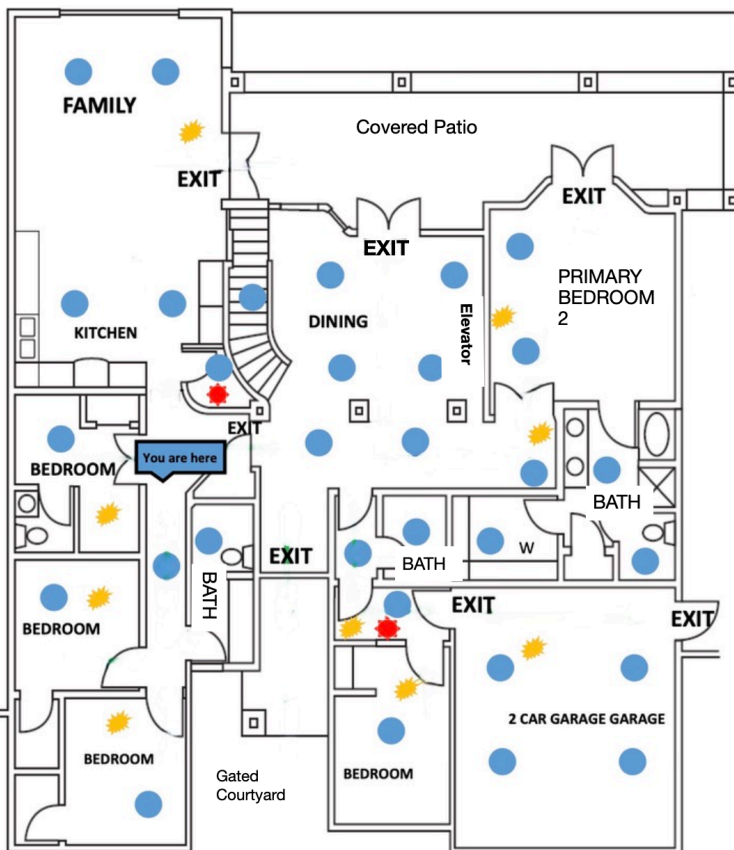 FAMILY
Covered Patio
EXIT
EXIT
EXIT
PRIMARY
BEDROOM
2
Elevator
DINING
KITCHEN
EXIT
You are here
BEDROOM
BATH
W
EXIT
BATH
BATH
EXIT
EXIT
BEDROOM
2 CAR GARAGE GARAGE
BEDROOM
BEDROOM
Gated
Courtyard